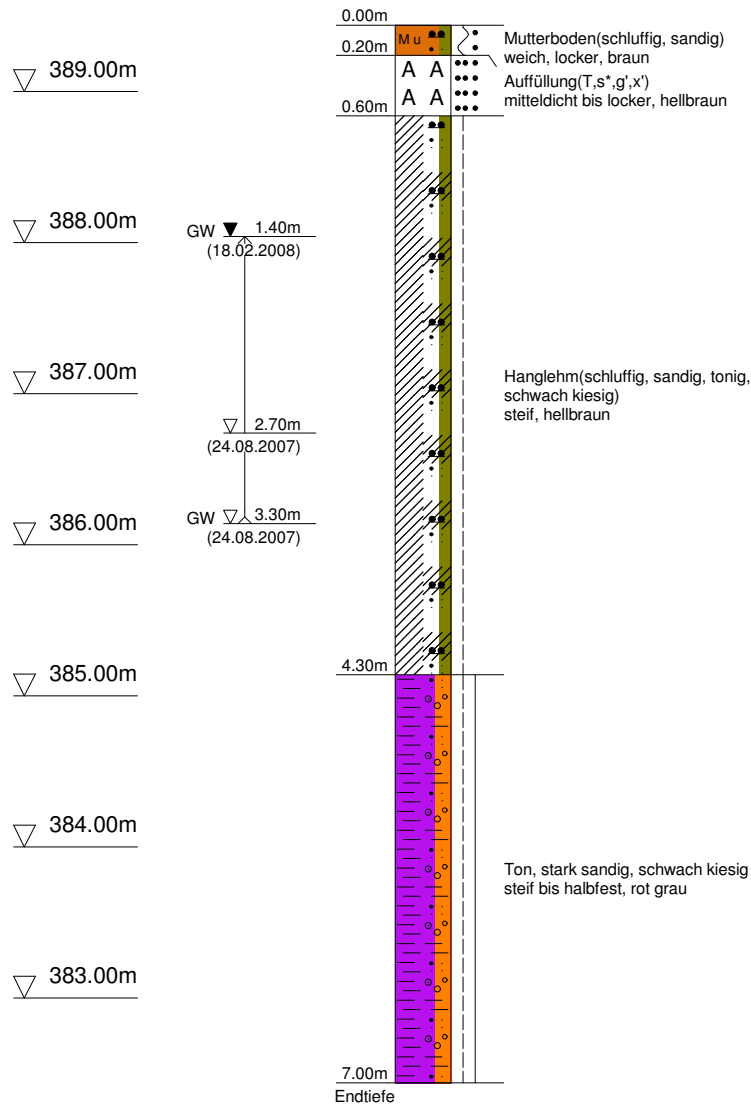 0.00m
Mu
Mutterboden(schluffig, sandig)
weich, locker, braun
0.20m
389.00m
A A
A A
Auffüllung(T,s*,g',x')
mitteldicht bis locker, hellbraun
0.60m
388.00m
GW 1.40m
(18.02.2008)
387.00m
Hanglehm(schluffig, sandig, tonig,
schwach kiesig)
steif, hellbraun
2.70m
(24.08.2007)
386.00m
GW 3.30m
(24.08.2007)
385.00m
4.30m
384.00m
Ton, stark sandig, schwach kiesig
steif bis halbfest, rot grau
383.00m
7.00m
Endtiefe